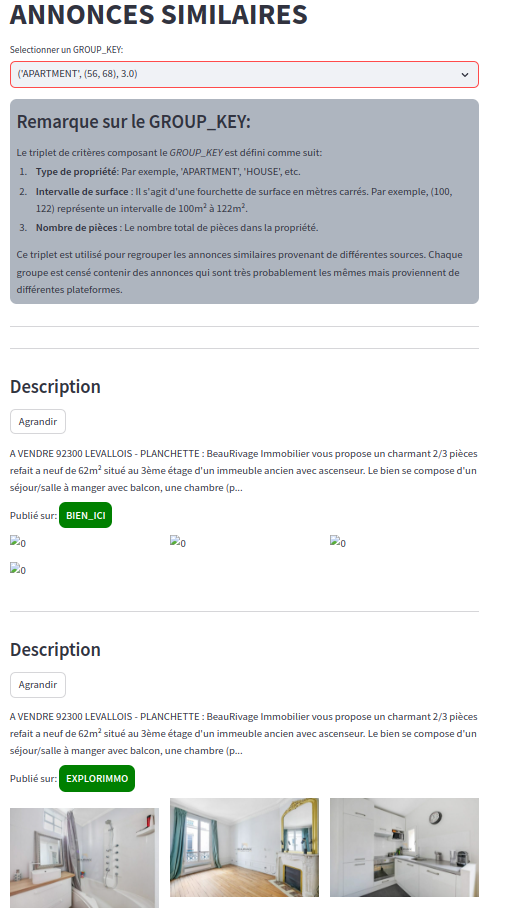 ANNONCES SIMILAIRES
Selectionner un GROUP_KEY:
('APARTMENT', (56, 68), 3.0)
Remarque sur le GROUP_KEY:
Le triplet de critères composant le GROUP_KEY est défini comme suit:
1. Type de propriété: Par exemple, 'APARTMENT', 'HOUSE', etc.
2. Intervalle de surface : Il s'agit d'une fourchette de surface en mètres carrés. Par exemple, (100,
122) représente un intervalle de 100m² à 122m².
3. Nombre de pièces : Le nombre total de pièces dans la propriété.
Ce triplet est utilisé pour regrouper les annonces similaires provenant de différentes sources. Chaque
groupe est censé contenir des annonces qui sont très probablement les mêmes mais proviennent de
différentes plateformes.
Description
Agrandir
A VENDRE 92300 LEVALLOIS - PLANCHETTE : BeauRivage Immobilier vous propose un charmant 2/3 pièces
refait a neuf de 62m² situé au 3ème étage d'un immeuble ancien avec ascenseur. Le bien se compose d'un
séjour/salle à manger avec balcon, une chambre (p...
Publié sur: BIEN_ICI
0 0 0
0
Description
Agrandir
A VENDRE 92300 LEVALLOIS - PLANCHETTE : BeauRivage Immobilier vous propose un charmant 2/3 pièces
refait a neuf de 62m² situé au 3ème étage d'un immeuble ancien avec ascenseur. Le bien se compose d'un
séjour/salle à manger avec balcon, une chambre (p...
Publié sur: EXPLORIMMO